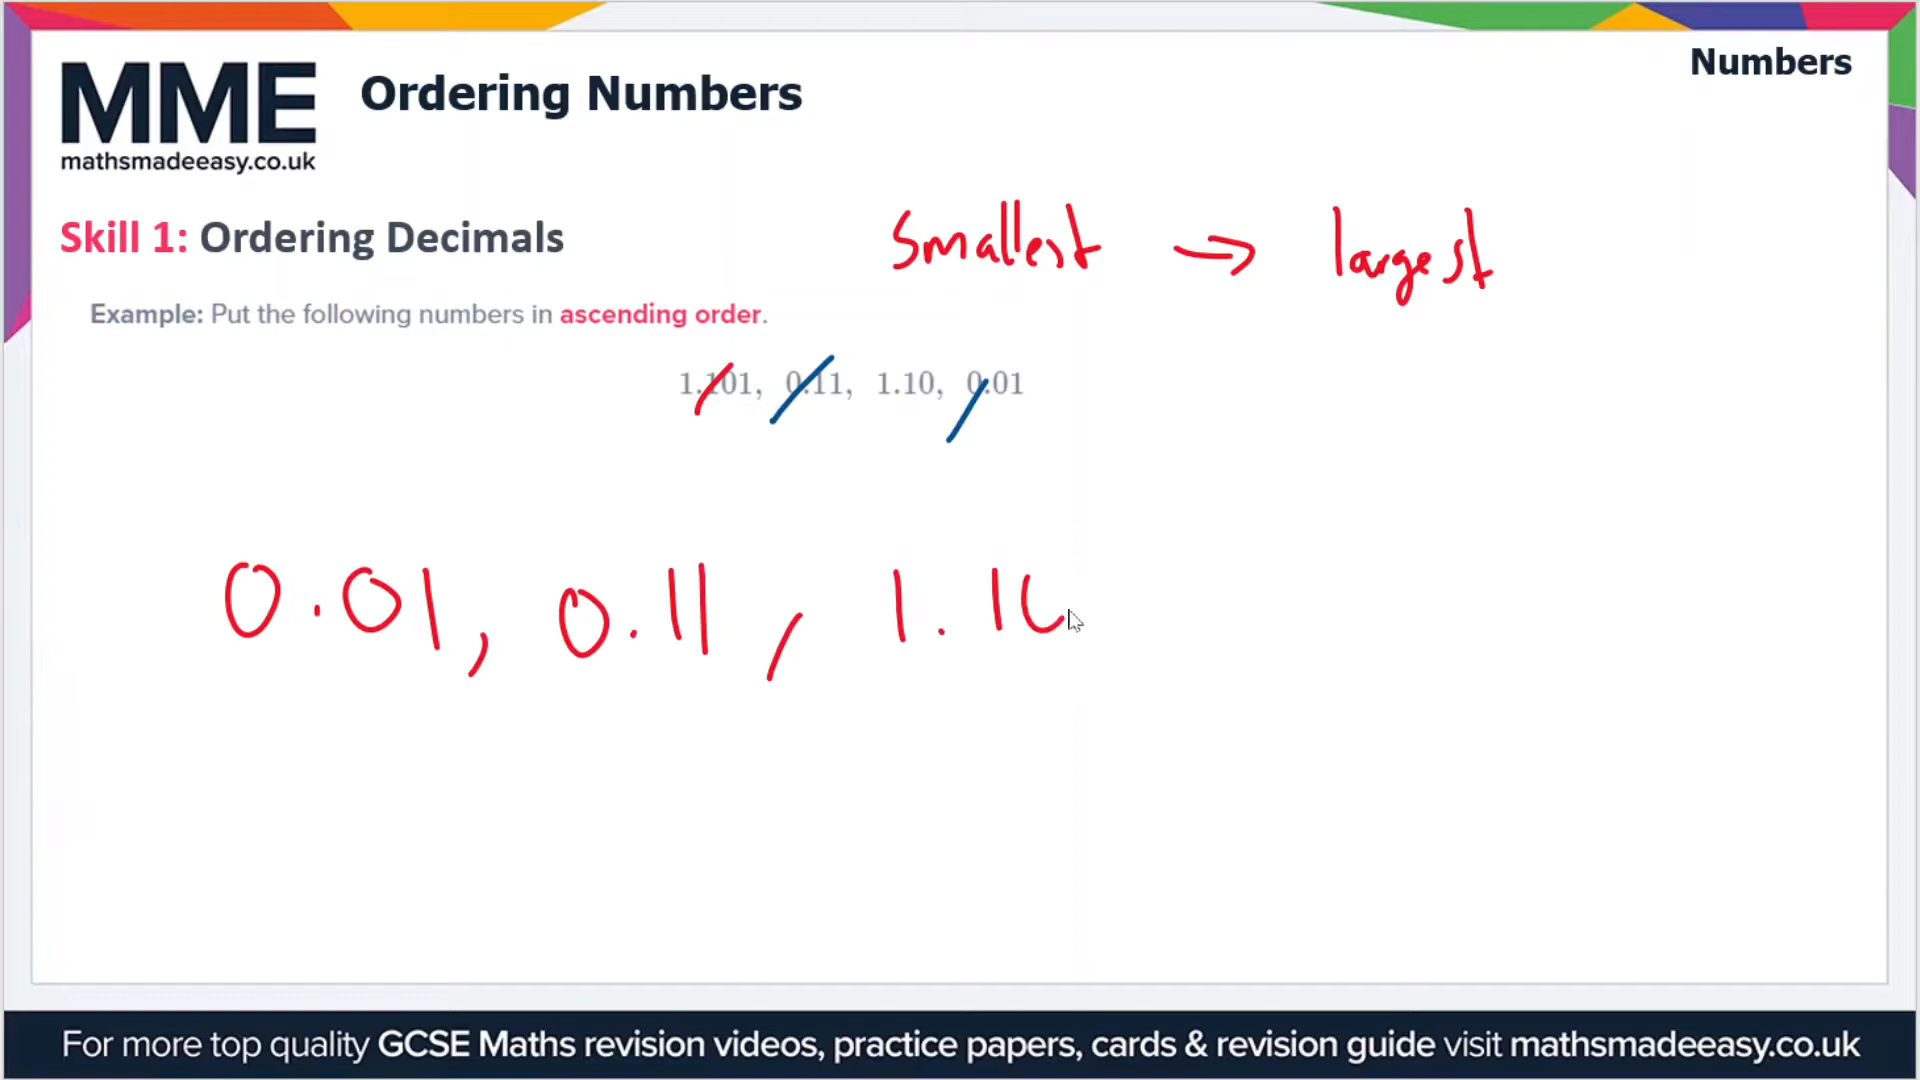 Numbers
MME
Ordering Numbers
mathsmadeeasy.co.uk
Skill 1: Ordering Decimals
Smallest → largest
Example: Put the following numbers in ascending order.
1.101, 0.11, 1.10, 0.01
0.01, 0.11, 1.10
For more top quality GCSE Maths revision videos, practice papers, cards & revision guide visit mathsmadeeasy.co.uk